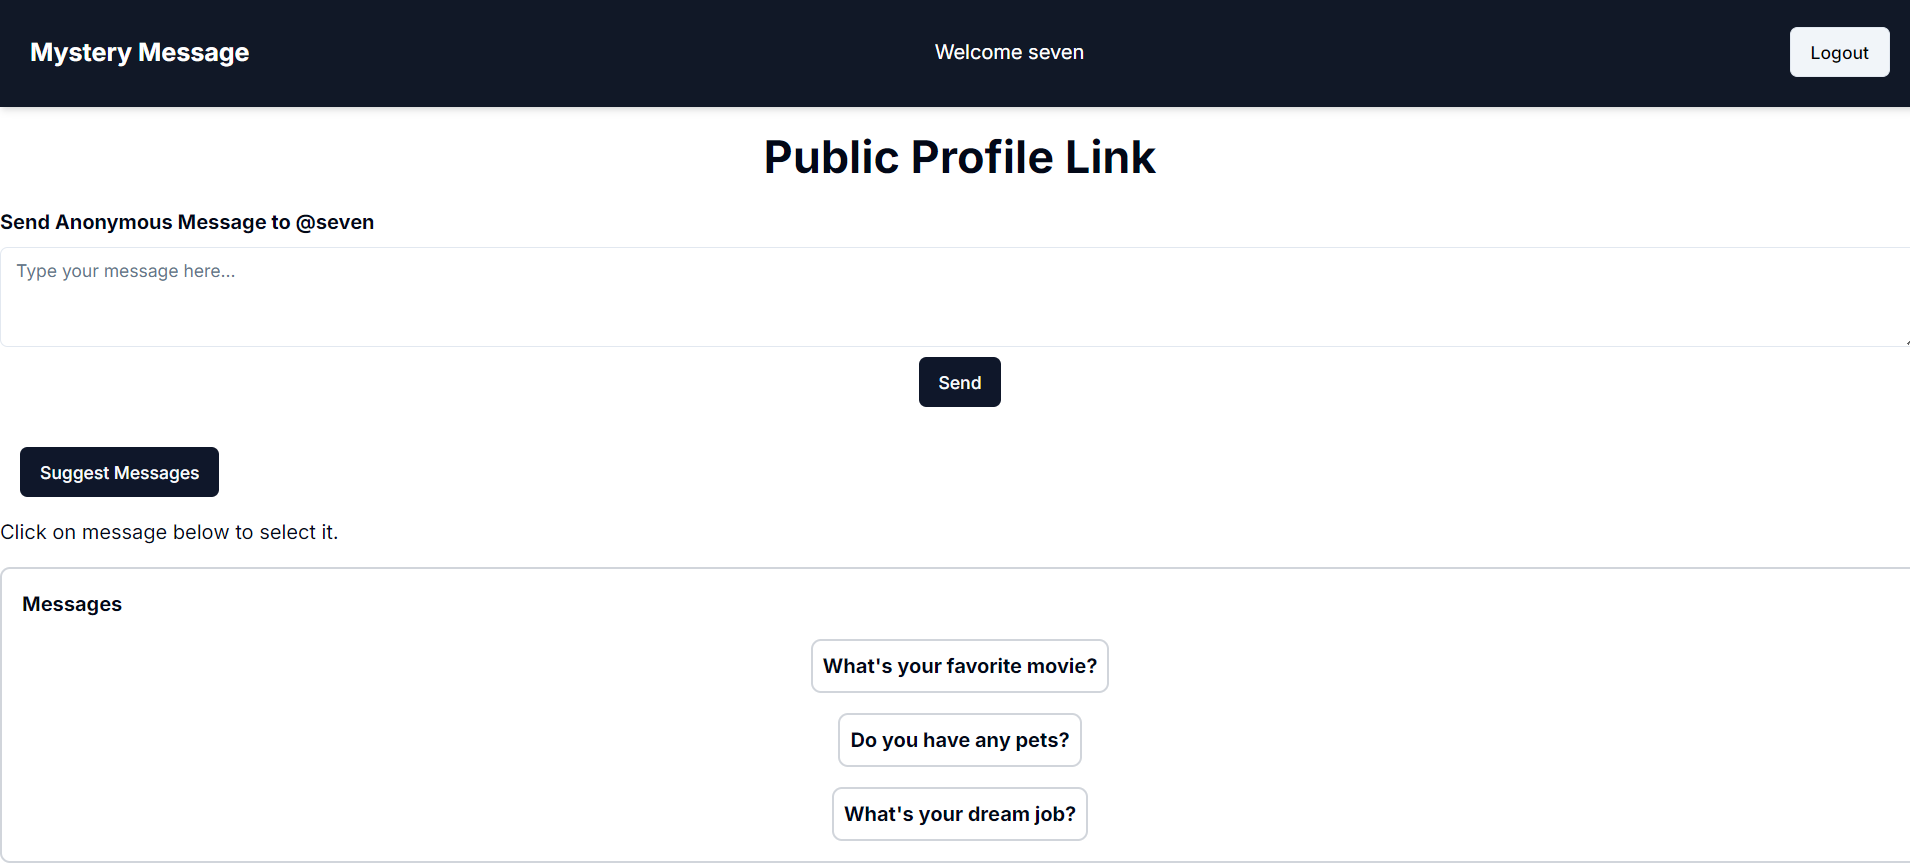 Mystery Message
Welcome seven
Logout
Public Profile Link
Send Anonymous Message to @seven
Type your message here...
Send
Suggest Messages
Click on message below to select it.
Messages
What's your favorite movie?
Do you have any pets?
What's your dream job?